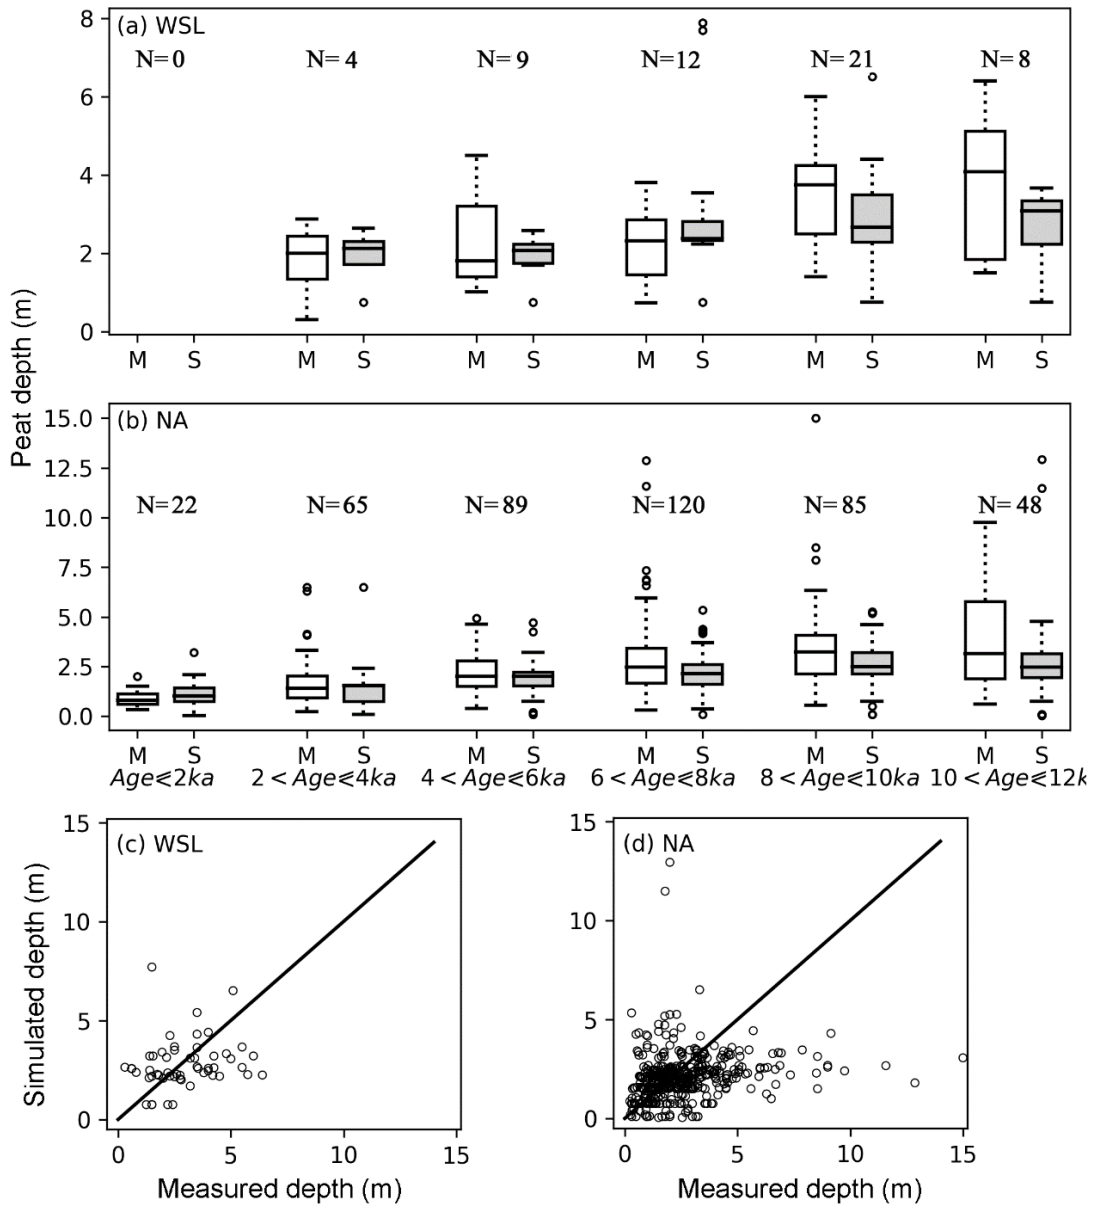 (a) WSL
N=0 N=4 N=9 N=12 N=21 N=8
8
6
4
2
0
M S M S M S M S M S M S
Peat depth (m)
(b) NA
N=22 N=65 N=89 N=120 N=85 N=48
15.0
12.5
10.0
7.5
5.0
2.5
0.0
M S M S M S M S M S M S
Age⩽2ka 2 < Age⩽4ka 4 < Age⩽6ka 6 < Age⩽8ka 8 < Age⩽10ka 10 < Age⩽12k
(c) WSL
15
10
5
0
0 5 10 15
Simulated depth (m)
Measured depth (m)
(d) NA
15
10
5
0
0 5 10 15
Measured depth (m)